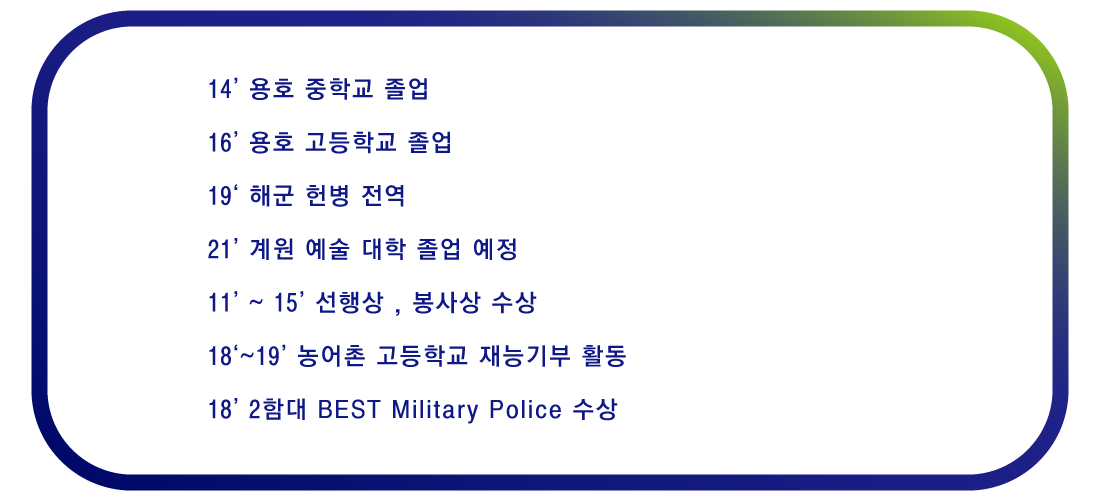 14’ 용호 중학교 졸업
16’ 용호 고등학교 졸업
19‘ 해군 헌병 전역
21’ 계원 예술 대학 졸업 예정
11’ ~ 15’ 선행상 , 봉사상 수상
18‘~19’ 농어촌 고등학교 재능기부 활동
18’ 2함대 BEST Military Police 수상